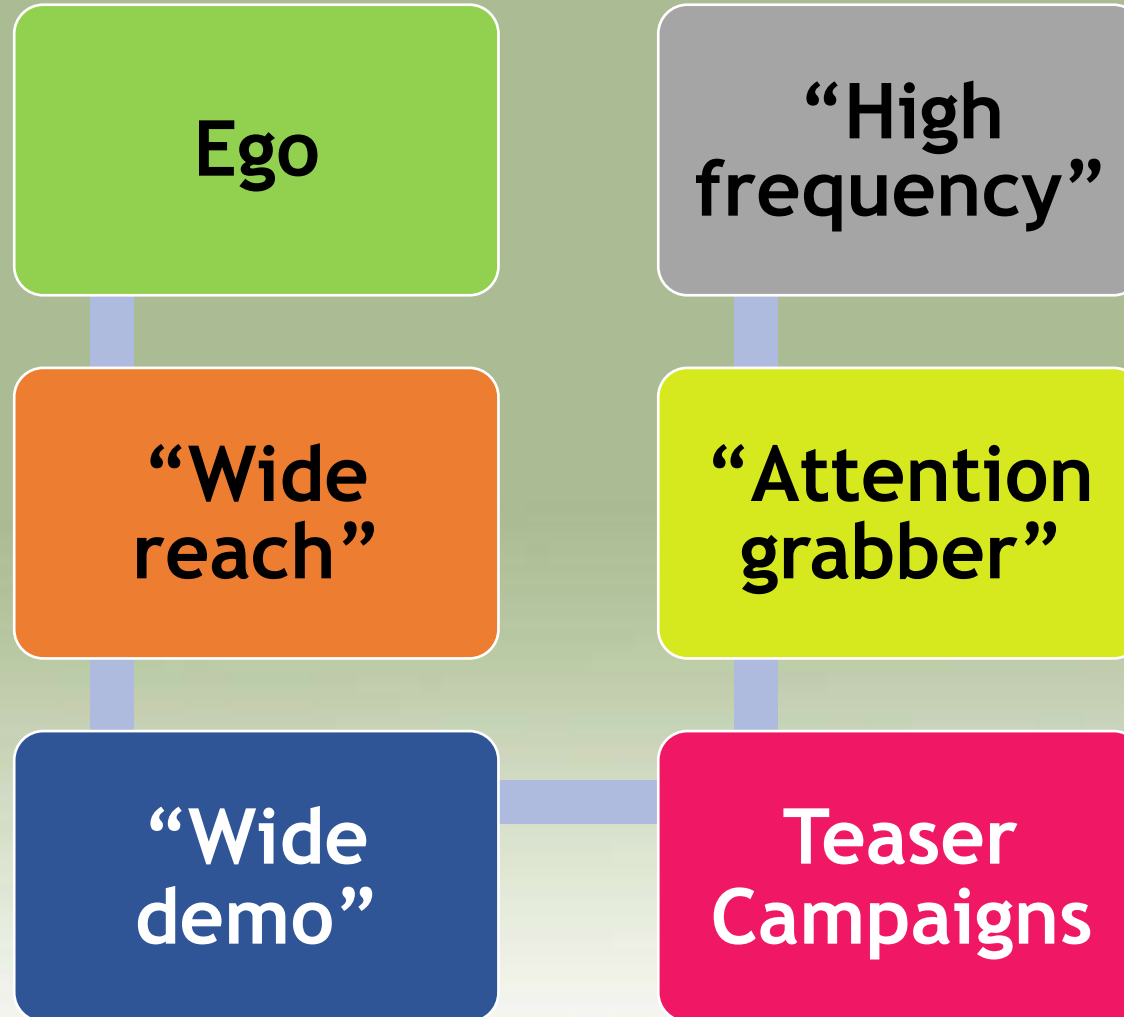 Ego
“Wide
reach”
“Wide
demo”
Teaser
Campaigns
“Attention
grabber”
“High
frequency”